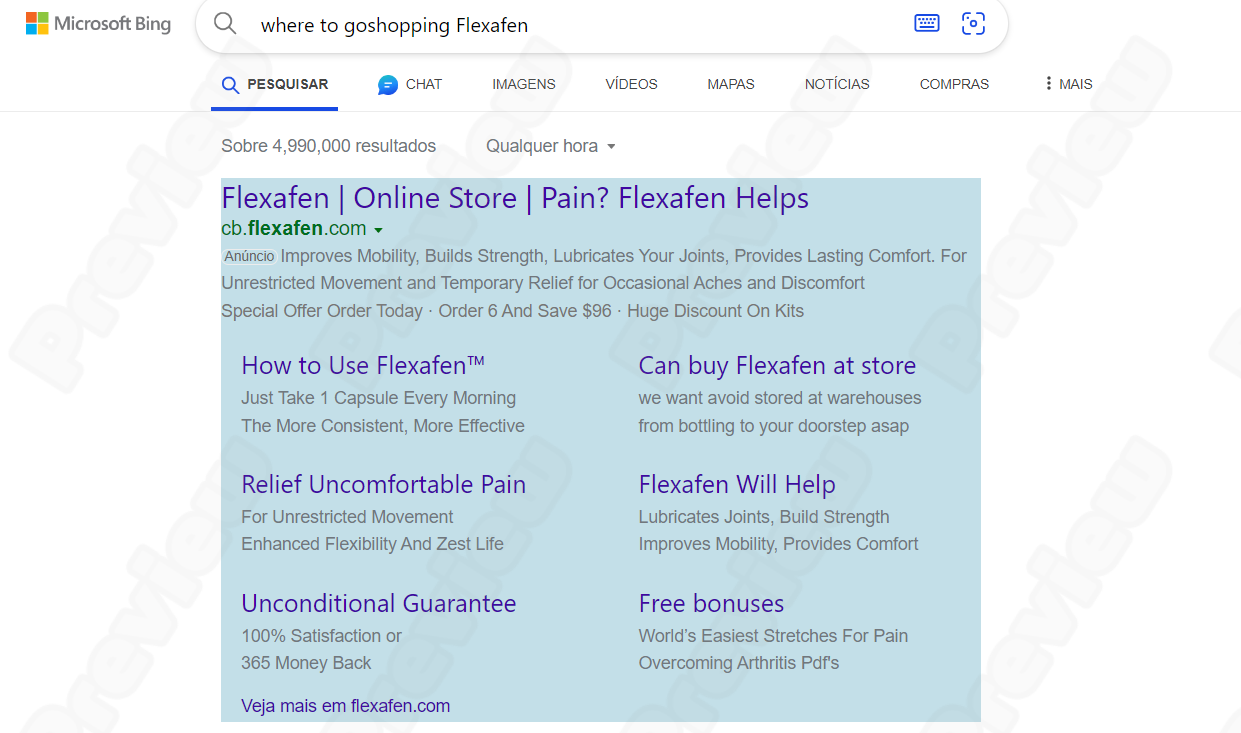 Microsoft Bing
where to goshopping Flexafen
PESQUISAR CHAT IMAGENS VÍDEOS MAPAS NOTÍCIAS COMPRAS MAIS
Sobre 4,990,000 resultados Qualquer hora
Flexafen | Online Store | Pain? Flexafen Helps
cb.flexafen.com
Anúncio Improves Mobility, Builds Strength, Lubricates Your Joints, Provides Lasting Comfort. For
Unrestricted Movement and Temporary Relief for Occasional Aches and Discomfort
Special Offer Order Today · Order 6 And Save $96 · Huge Discount On Kits
How to Use Flexafen™
Just Take 1 Capsule Every Morning
The More Consistent, More Effective
Can buy Flexafen at store
we want avoid stored at warehouses
from bottling to your doorstep asap
Relief Uncomfortable Pain
For Unrestricted Movement
Enhanced Flexibility And Zest Life
Flexafen Will Help
Lubricates Joints, Build Strength
Improves Mobility, Provides Comfort
Unconditional Guarantee
100% Satisfaction or
365 Money Back
Free bonuses
World's Easiest Stretches For Pain
Overcoming Arthritis Pdf's
Veja mais em flexafen.com
Preview
Preview
Preview
Preview
Preview
Preview
Preview
Preview